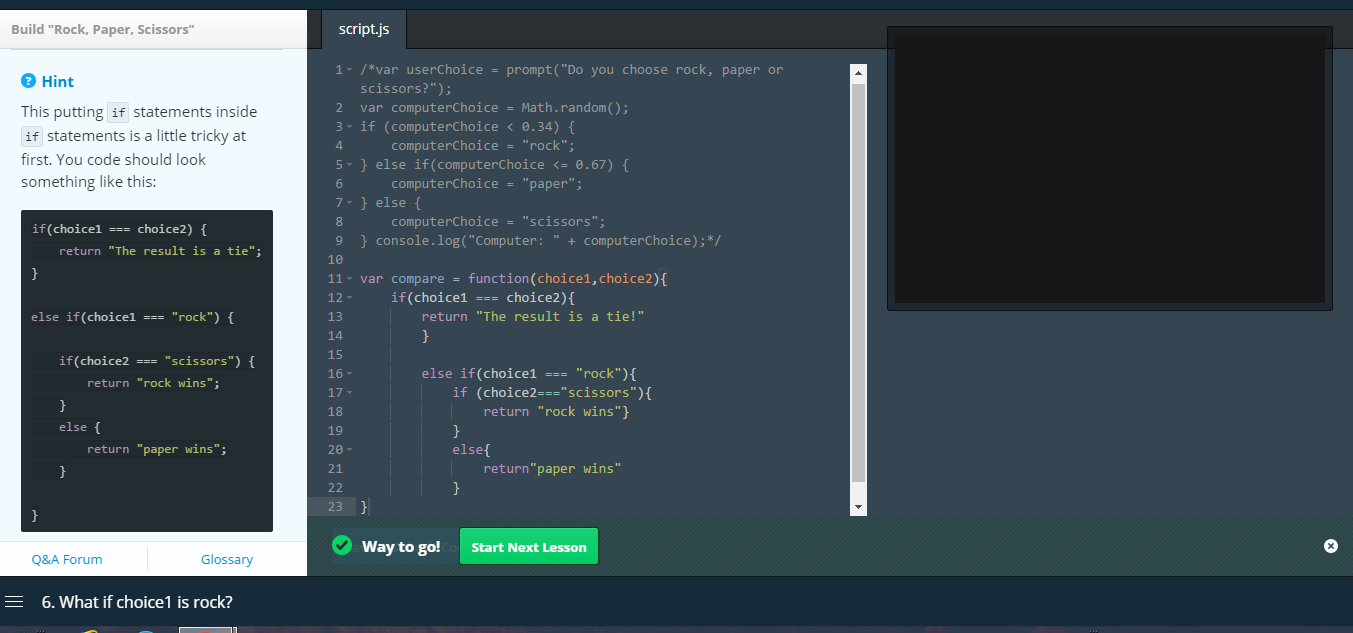 Build "Rock, Paper, Scissors"
? Hint
This putting if statements inside
if statements is a little tricky at
first. You code should look
something like this:
if(choice1 === choice2) {
return "The result is a tie";
}
else if(choice1 === "rock") {
if(choice2 === "scissors") {
return "rock wins";
}
else {
return "paper wins";
}
}
Q&A Forum
Glossary
script.js
1 /*var userChoice = prompt("Do you choose rock, paper or
scissors?");
2 var computerChoice = Math.random();
3 if (computerChoice < 0.34) {
4 computerChoice = "rock";
5 } else if(computerChoice <= 0.67) {
6 computerChoice = "paper";
7 } else {
8 computerChoice = "scissors";
9 } console.log("Computer: " + computerChoice);*/
10
11 var compare = function(choice1,choice2){
12 if(choice1 === choice2){
13 return "The result is a tie!"
14 }
15
16 else if(choice1 === "rock"){
17 if (choice2==="scissors"){
18 return "rock wins"}
19 }
20 else{
21 return"paper wins"
22 }
23 }
Way to go!
Start Next Lesson
6. What if choice1 is rock?